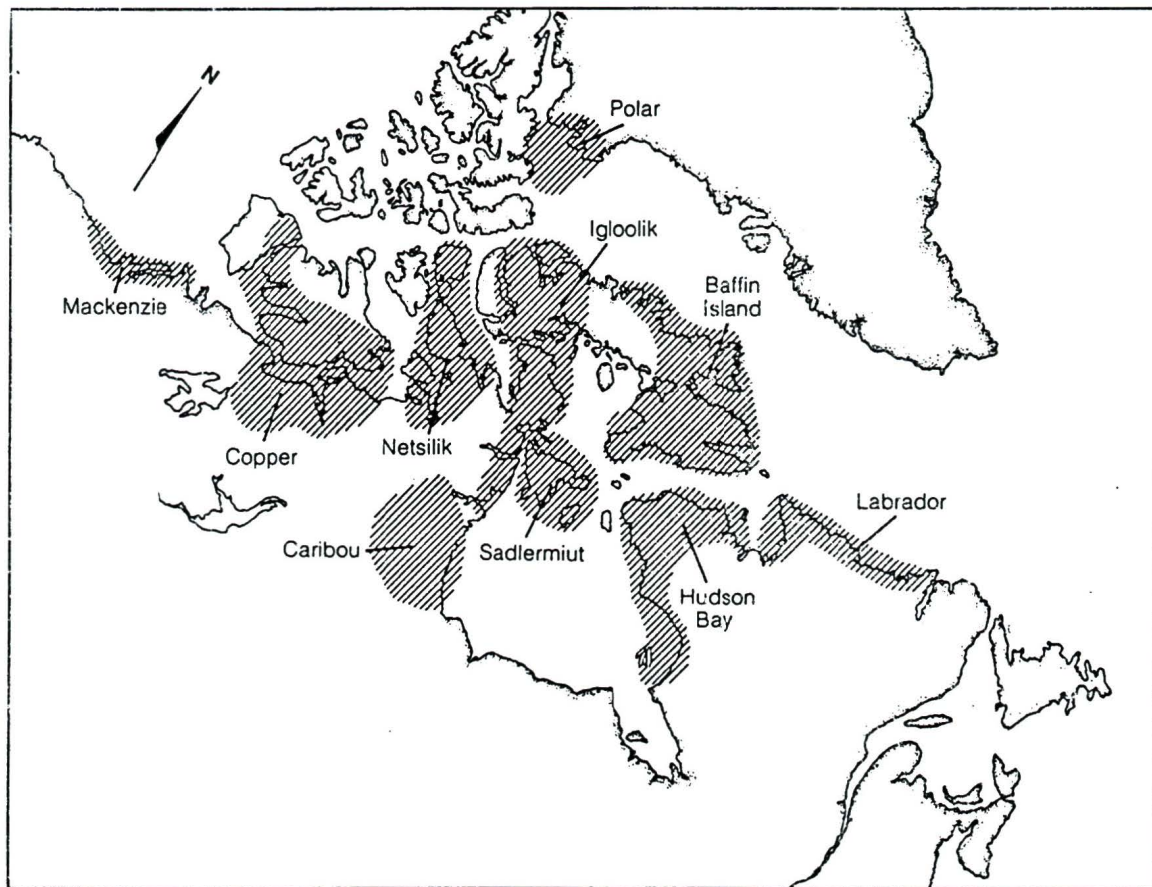 N
Polar
Igloolik
Baffin
Island
Mackenzie
Copper
Netsilik
Labrador
Caribou
Sadlermiut
Hudson
Bay